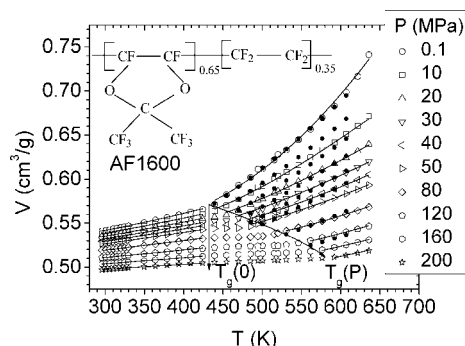 P (MPa)
0.75
CF
CF
0.65
CF₂
CF₂
0.35
0.1
10
0.70
O
O
20
C
30
0.65
CF₃
CF₃
40
AF1600
50
V (cm³/g)
0.60
80
120
0.55
160
200
0.50
T_g(0)
T_g(P)
300 350 400 450 500 550 600 650 700
T (K)